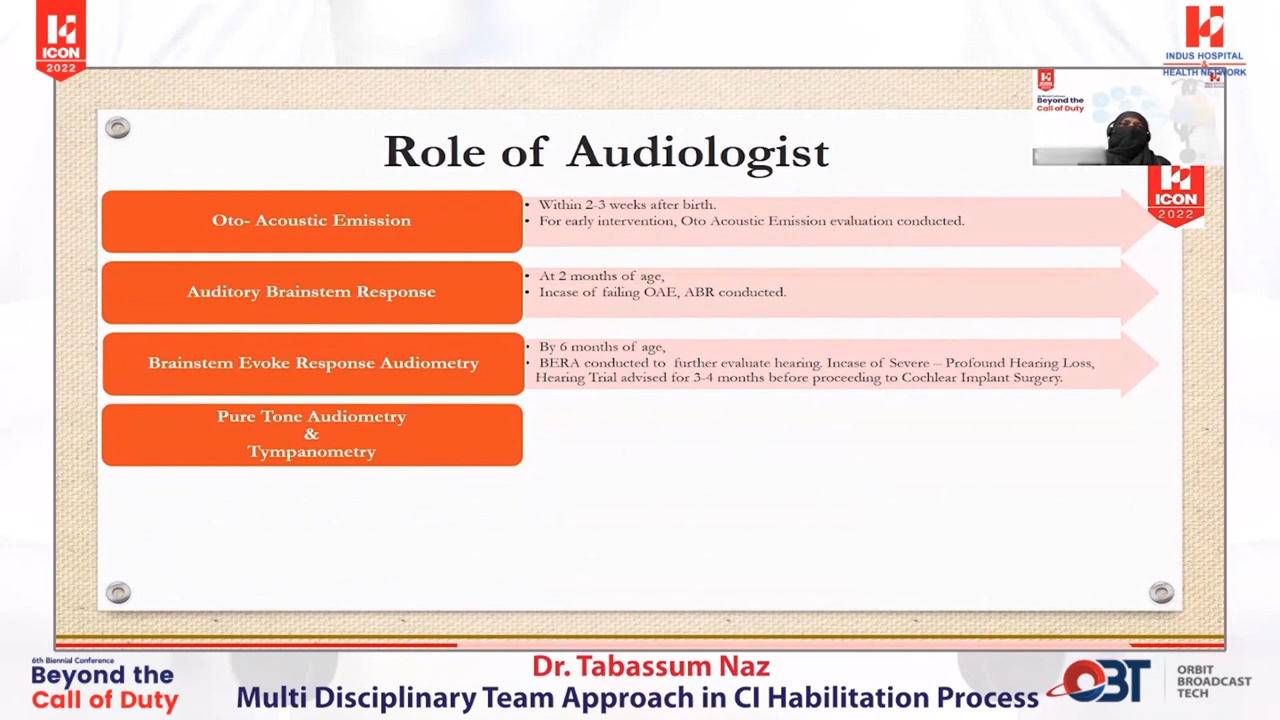 ICON
2022
INDUS HOSPITAL
&
HEALTH NETWORK
Beyond the
Call of Duty
ICON
2022
Role of Audiologist
Oto- Acoustic Emission
• Within 2-3 weeks after birth.
• For early intervention, Oto Acoustic Emission evaluation conducted.
Auditory Brainstem Response
• At 2 months of age,
• Incase of failing OAE, ABR conducted.
Brainstem Evoke Response Audiometry
• By 6 months of age,
• BERA conducted to further evaluate hearing. Incase of Severe – Profound Hearing Loss,
Hearing Trial advised for 3-4 months before proceeding to Cochlear Implant Surgery.
Pure Tone Audiometry
&
Tympanometry
6th Biennial Conference
Beyond the
Call of Duty
Dr. Tabassum Naz
Multi Disciplinary Team Approach in CI Habilitation Process
OBT
ORBIT
BROADCAST
TECH